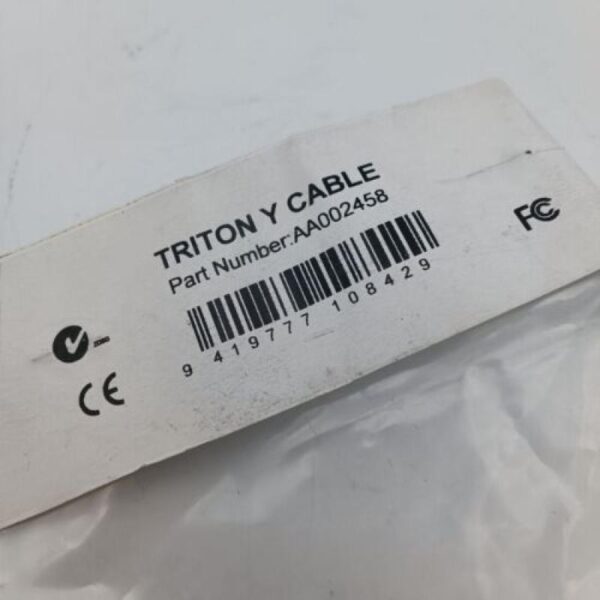 TRITON Y CABLE
Part Number:AA002458
9 419777 108429
FC
CE